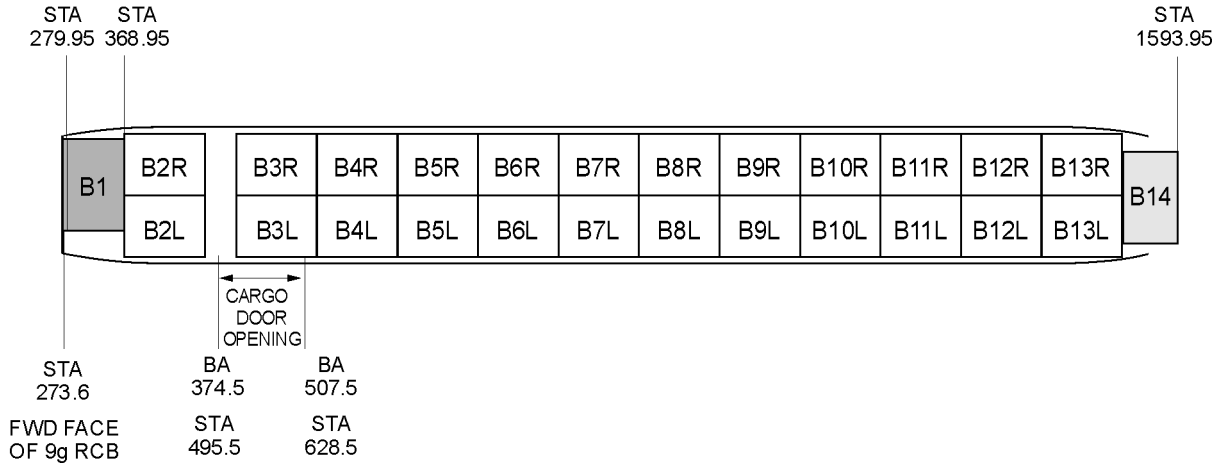 STA STA STA
279.95 368.95 1593.95
B1 B2R B3R B4R B5R B6R B7R B8R B9R B10R B11R B12R B13R B14
B2L B3L B4L B5L B6L B7L B8L B9L B10L B11L B12L B13L
CARGO
DOOR
OPENING
STA BA BA
273.6 374.5 507.5
FWD FACE STA STA
OF 9g RCB 495.5 628.5